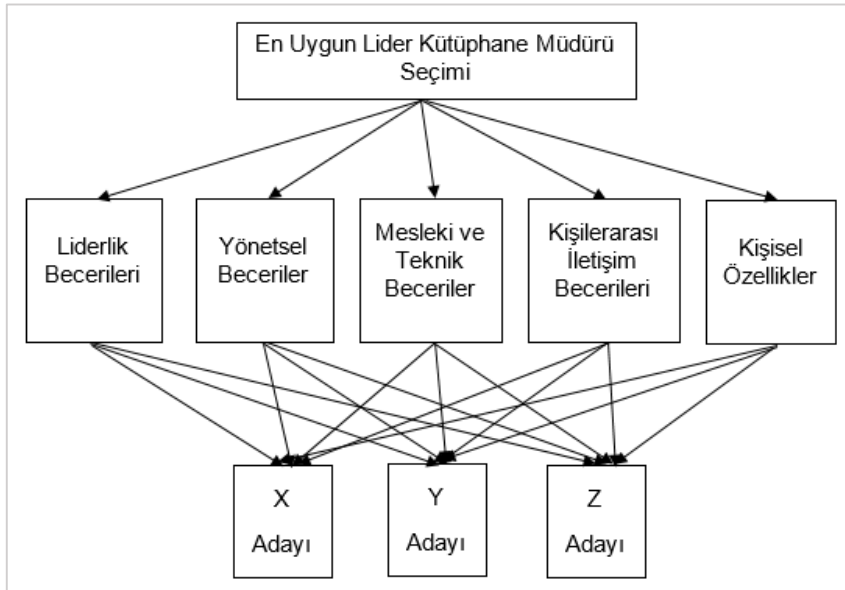 En Uygun Lider Kütüphane Müdürü
Seçimi
Liderlik
Becerileri
Yönetsel
Beceriler
Mesleki ve
Teknik
Beceriler
Kişilerarası
İletişim
Becerileri
Kişisel
Özellikler
X
Adayı
Y
Adayı
Z
Adayı